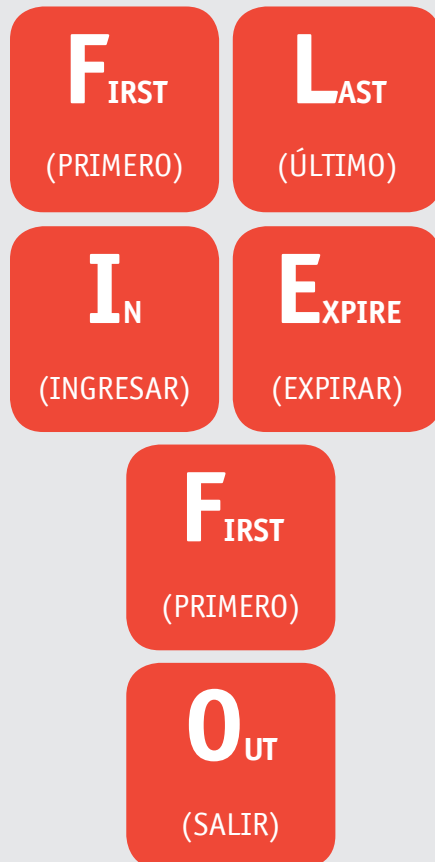 FIRST
(PRIMERO)
LAST
(ÚLTIMO)
IN
(INGRESAR)
EXPIRE
(EXPIRAR)
FIRST
(PRIMERO)
OUT
(SALIR)